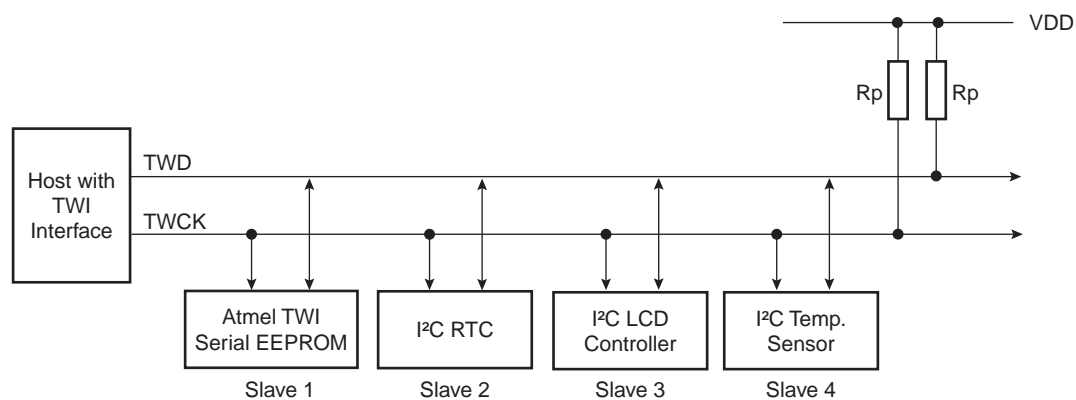 VDD
Rp
Rp
Host with
TWI
Interface
TWD
TWCK
Atmel TWI
Serial EEPROM
I²C RTC
I²C LCD
Controller
I²C Temp.
Sensor
Slave 1
Slave 2
Slave 3
Slave 4